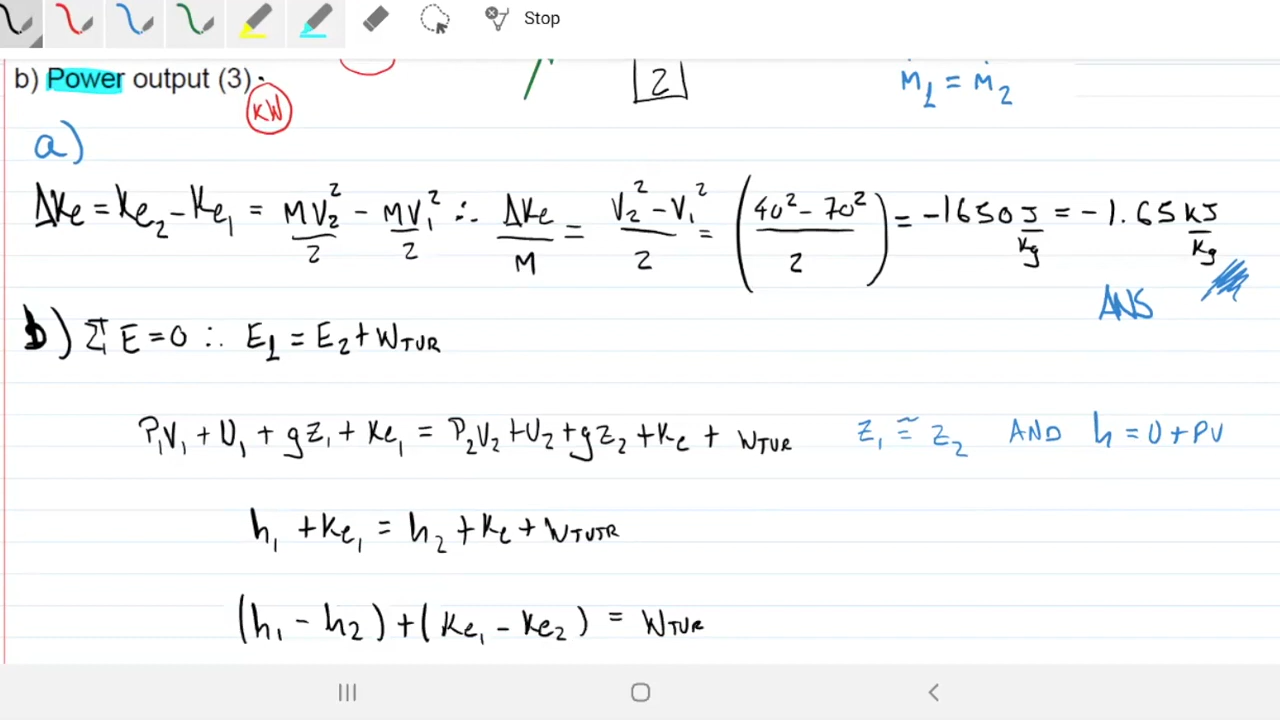 Stop
b) Power output (3).
KW
2
ṁ₁ = ṁ₂
a)
ΔKe = Ke₂ - Ke₁ = MV₂²/2 - MV₁²/2 ∴ ΔKe/M = V₂² - V₁²/2 = (40² - 70²/2) = -1650 J/kg = -1.65 KJ/kg
ANS
b) Σ E = 0 ∴ E₁ = E₂ + WTUR
P₁V₁ + U₁ + gZ₁ + Ke₁ = P₂V₂ + U₂ + gZ₂ + Ke + WTUR Z₁ ≅ Z₂ AND h = U + PV
h₁ + Ke₁ = h₂ + Ke + WTUR
(h₁ - h₂) + (Ke₁ - Ke₂) = WTUR